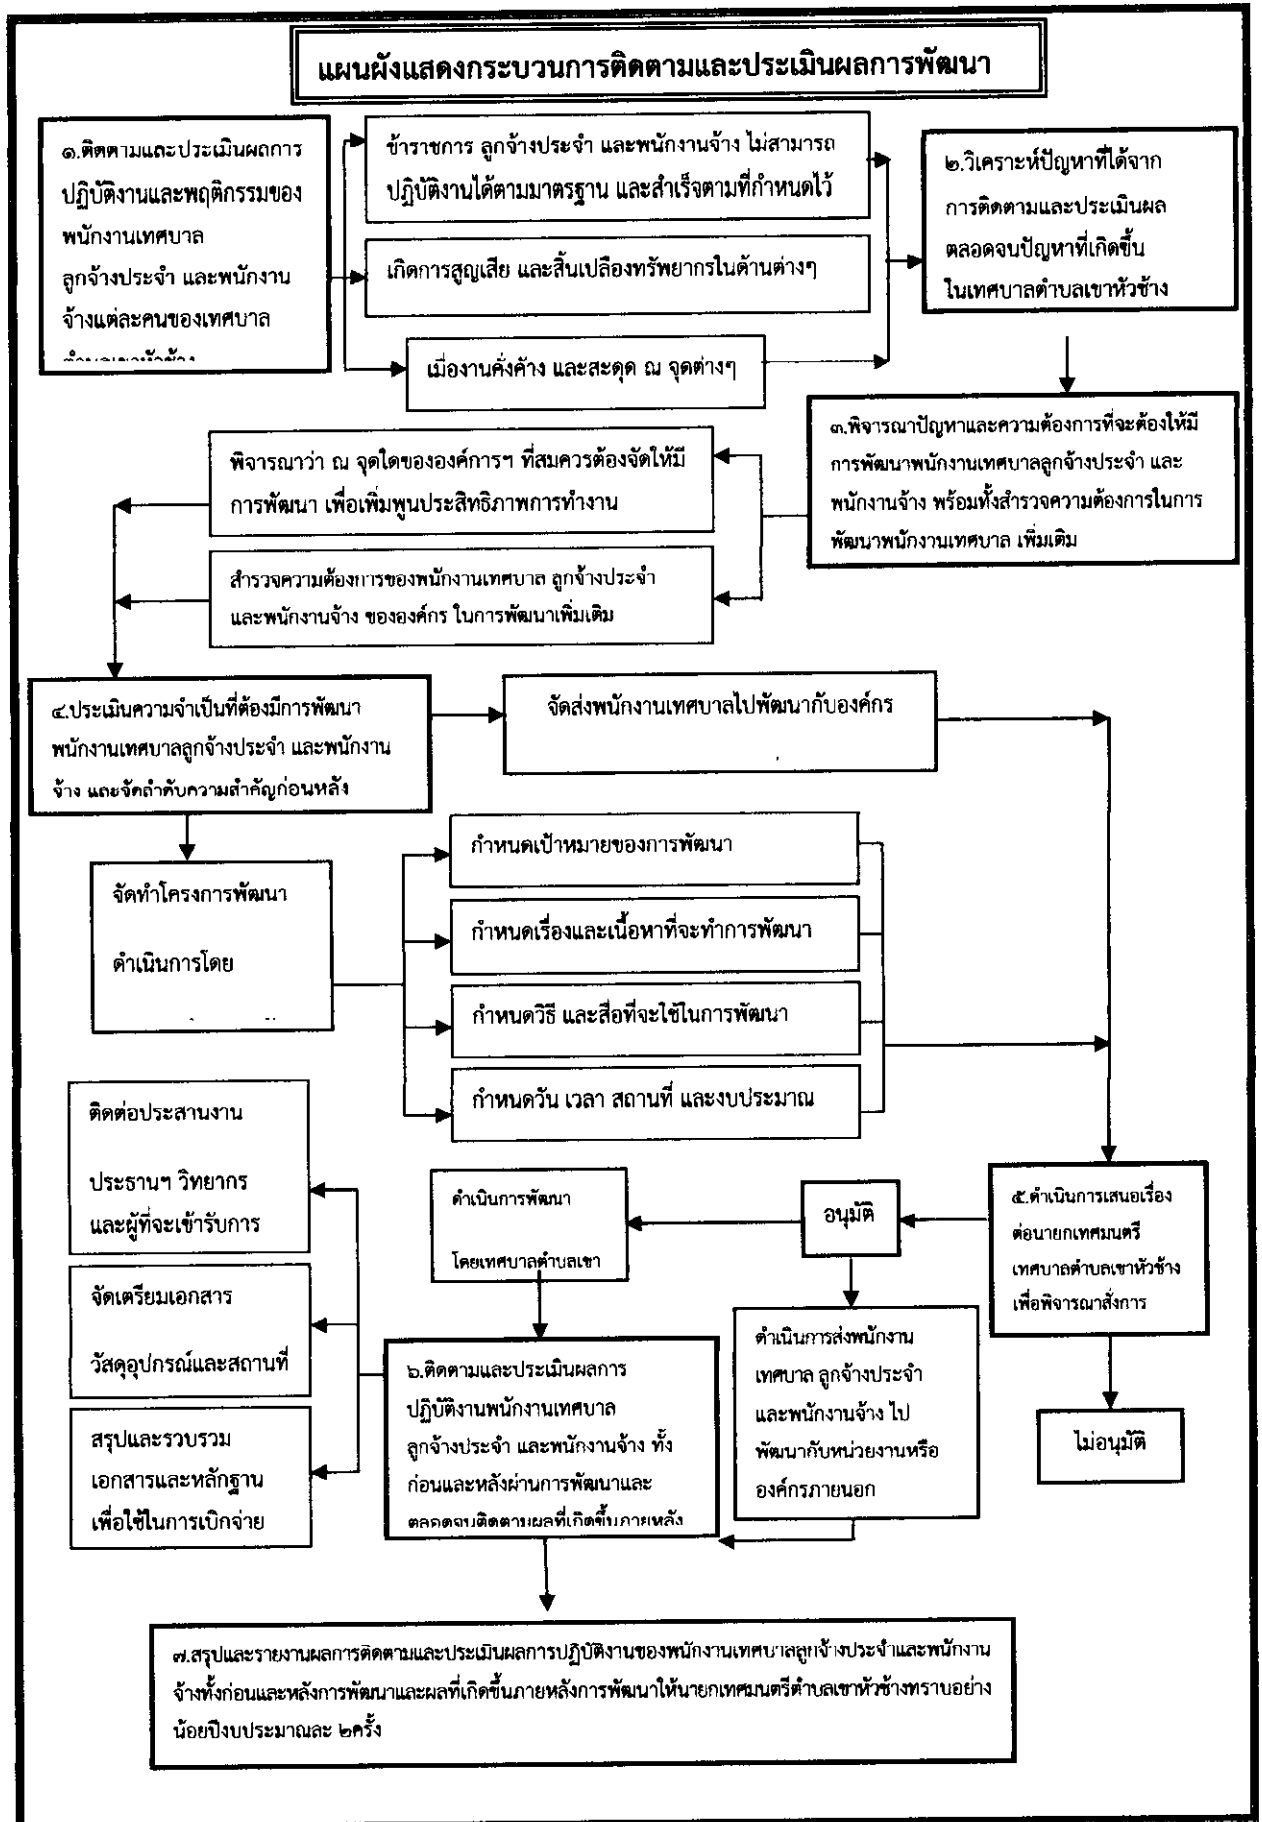 แผนผังแสดงกระบวนการติดตามและประเมินผลการพัฒนา
๑.ติดตามและประเมินผลการ
ปฏิบัติงานและพฤติกรรมของ
พนักงานเทศบาล
ลูกจ้างประจำ และพนักงาน
จ้างแต่ละคนของเทศบาล
ตำบลเขาหัวช้าง
ข้าราชการ ลูกจ้างประจำ และพนักงานจ้าง ไม่สามารถ
ปฏิบัติงานได้ตามมาตรฐาน และสำเร็จตามที่กำหนดไว้
เกิดการสูญเสีย และสิ้นเปลืองทรัพยากรในด้านต่างๆ
เมื่องานคั่งค้าง และสะดุด ณ จุดต่างๆ
๒.วิเคราะห์ปัญหาที่ได้จาก
การติดตามและประเมินผล
ตลอดจนปัญหาที่เกิดขึ้น
ในเทศบาลตำบลเขาหัวช้าง
๓.พิจารณาปัญหาและความต้องการที่จะต้องให้มี
การพัฒนาพนักงานเทศบาลลูกจ้างประจำ และ
พนักงานจ้าง พร้อมทั้งสำรวจความต้องการในการ
พัฒนาพนักงานเทศบาล เพิ่มเติม
พิจารณาว่า ณ จุดใดขององค์การฯ ที่สมควรต้องจัดให้มี
การพัฒนา เพื่อเพิ่มพูนประสิทธิภาพการทำงาน
สำรวจความต้องการของพนักงานเทศบาล ลูกจ้างประจำ
และพนักงานจ้าง ขององค์กร ในการพัฒนาเพิ่มเติม
๔.ประเมินความจำเป็นที่ต้องมีการพัฒนา
พนักงานเทศบาลลูกจ้างประจำ และพนักงาน
จ้าง และจัดลำดับความสำคัญก่อนหลัง
จัดส่งพนักงานเทศบาลไปพัฒนากับองค์กร
จัดทำโครงการพัฒนา
ดำเนินการโดย
กำหนดเป้าหมายของการพัฒนา
กำหนดเรื่องและเนื้อหาที่จะทำการพัฒนา
กำหนดวิธี และสื่อที่จะใช้ในการพัฒนา
กำหนดวัน เวลา สถานที่ และงบประมาณ
๕.ดำเนินการเสนอเรื่อง
ต่อนายกเทศมนตรี
เทศบาลตำบลเขาหัวช้าง
เพื่อพิจารณาสั่งการ
อนุมัติ
ไม่อนุมัติ
ดำเนินการพัฒนา
โดยเทศบาลตำบลเขา
ดำเนินการส่งพนักงาน
เทศบาล ลูกจ้างประจำ
และพนักงานจ้าง ไป
พัฒนากับหน่วยงานหรือ
องค์กรภายนอก
๖.ติดตามและประเมินผลการ
ปฏิบัติงานพนักงานเทศบาล
ลูกจ้างประจำ และพนักงานจ้าง ทั้ง
ก่อนและหลังผ่านการพัฒนาและ
ตลอดจนติดตามผลที่เกิดขึ้นภายหลัง
ติดต่อประสานงาน
ประธานฯ วิทยากร
และผู้ที่จะเข้ารับการ
จัดเตรียมเอกสาร
วัสดุอุปกรณ์และสถานที่
สรุปและรวบรวม
เอกสารและหลักฐาน
เพื่อใช้ในการเบิกจ่าย
๗.สรุปและรายงานผลการติดตามและประเมินผลการปฏิบัติงานของพนักงานเทศบาลลูกจ้างประจำและพนักงาน
จ้างทั้งก่อนและหลังการพัฒนาและผลที่เกิดขึ้นภายหลังการพัฒนาให้นายกเทศมนตรีตำบลเขาหัวช้างทราบอย่าง
น้อยปีงบประมาณละ ๒ครั้ง